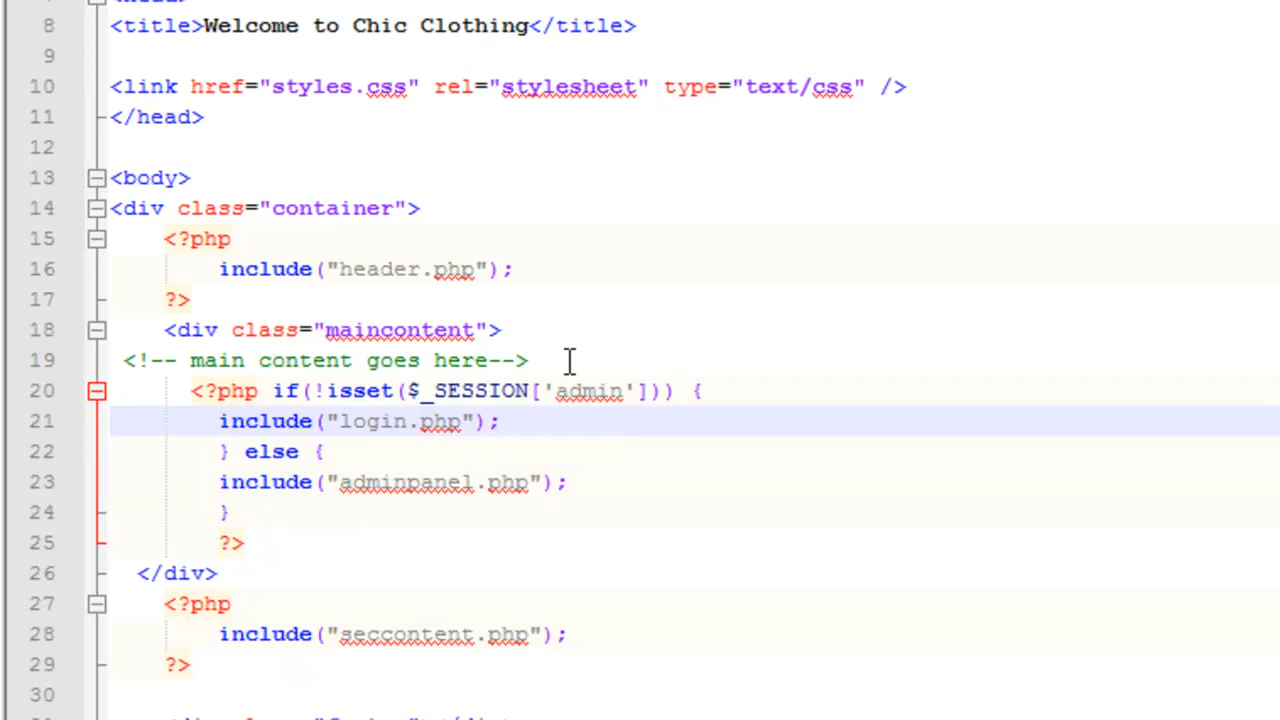 8 <title>Welcome to Chic Clothing</title>
9
10 <link href="styles.css" rel="stylesheet" type="text/css" />
11 </head>
12
13 <body>
14 <div class="container">
15 <?php
16 include("header.php");
17 ?>
18 <div class="maincontent">
19 <!-- main content goes here-->
20 <?php if(!isset($_SESSION['admin'])) {
21 include("login.php");
22 } else {
23 include("adminpanel.php");
24 }
25 ?>
26 </div>
27 <?php
28 include("seccontent.php");
29 ?>
30